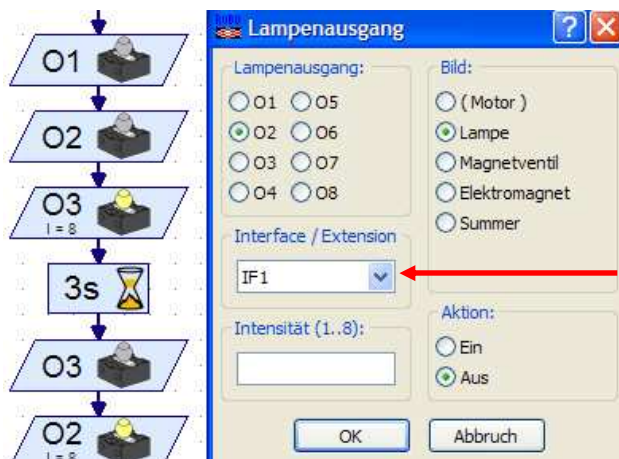 O1
O2
O3
I = 8
3s
O3
O2
I = 8
Lampenausgang
Lampenausgang:
O1 O5
O2 O6
O3 O7
O4 O8
Interface / Extension
IF1
Intensität (1..8):
Bild:
( Motor )
Lampe
Magnetventil
Elektromagnet
Summer
Aktion:
Ein
Aus
OK Abbruch